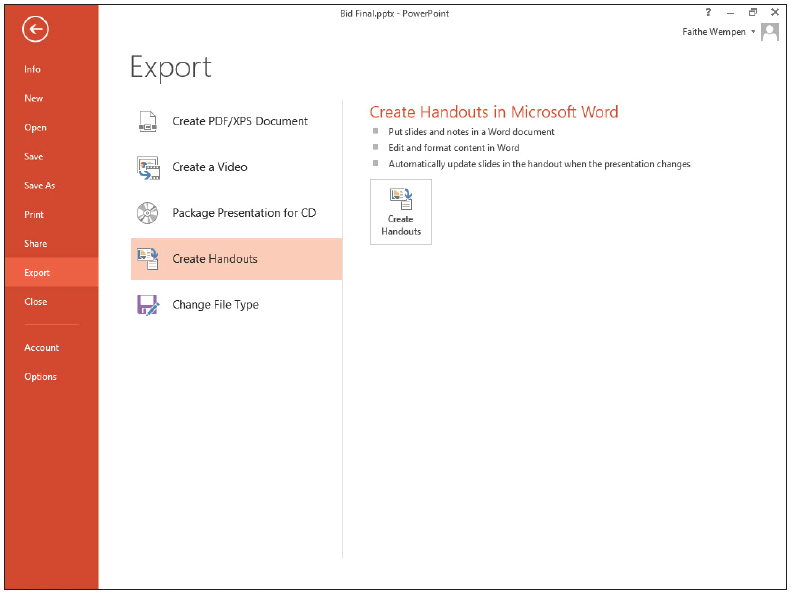 Bid Final.pptx - PowerPoint
?
Faithe Wempen
Info
New
Open
Save
Save As
Print
Share
Export
Close
Account
Options
Export
Create PDF/XPS Document
Create a Video
Package Presentation for CD
Create Handouts
Change File Type
Create Handouts in Microsoft Word
Put slides and notes in a Word document
Edit and format content in Word
Automatically update slides in the handout when the presentation changes
Create
Handouts